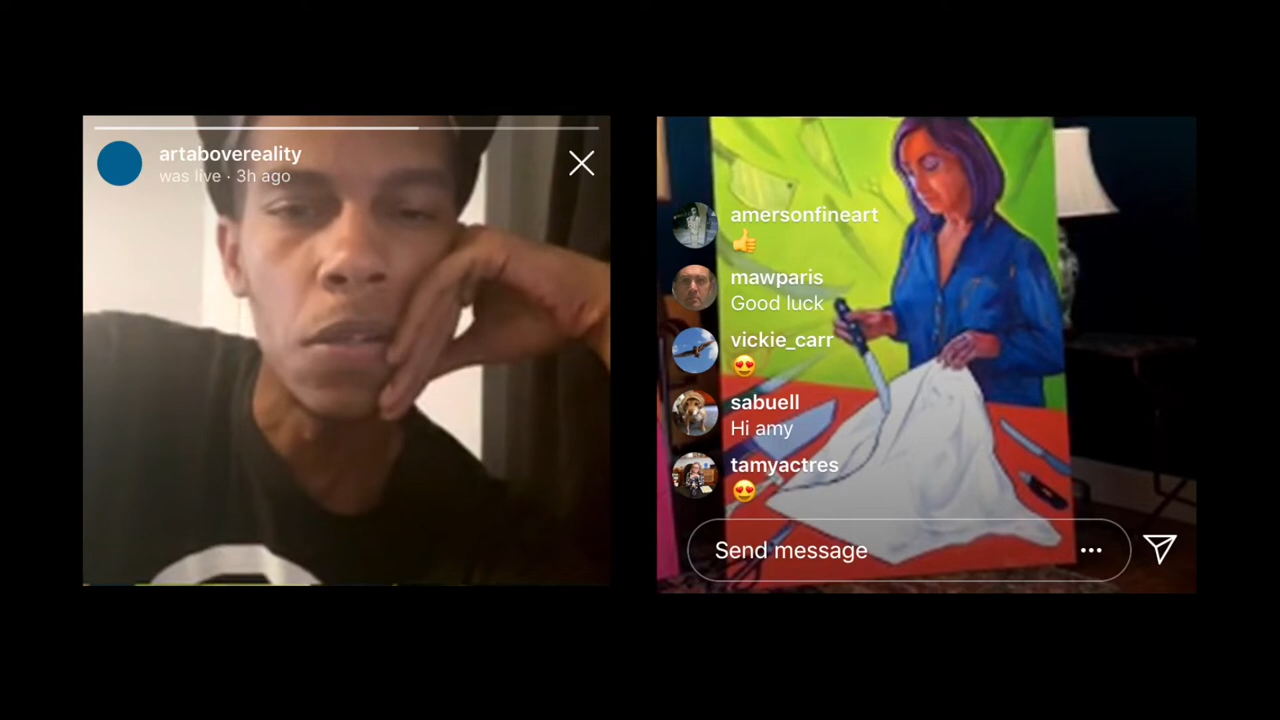 artabovereality
was live · 3h ago
amersonfineart
👍
mawparis
Good luck
vickie_carr
😍
sabuell
Hi amy
tamyactres
😍
Send message